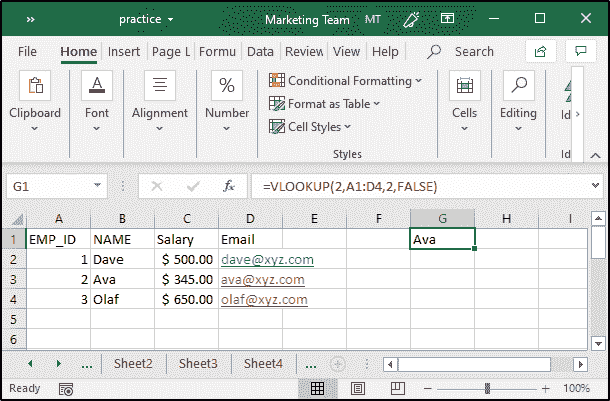 » practice Marketing Team MT
File Home Insert Page L Formu Data Review View Help Search
Clipboard Font Alignment Number Conditional Formatting Format as Table Cell Styles Cells Editing Id
Styles Id
G1 fx =VLOOKUP(2,A1:D4,2,FALSE)
A B C D E F G H I
1 EMP_ID NAME Salary Email Ava
2 1 Dave $ 500.00 dave@xyz.com
3 2 Ava $ 345.00 ava@xyz.com
4 3 Olaf $ 650.00 olaf@xyz.com
5
6
... Sheet2 Sheet3 Sheet4 ...
Ready 100%